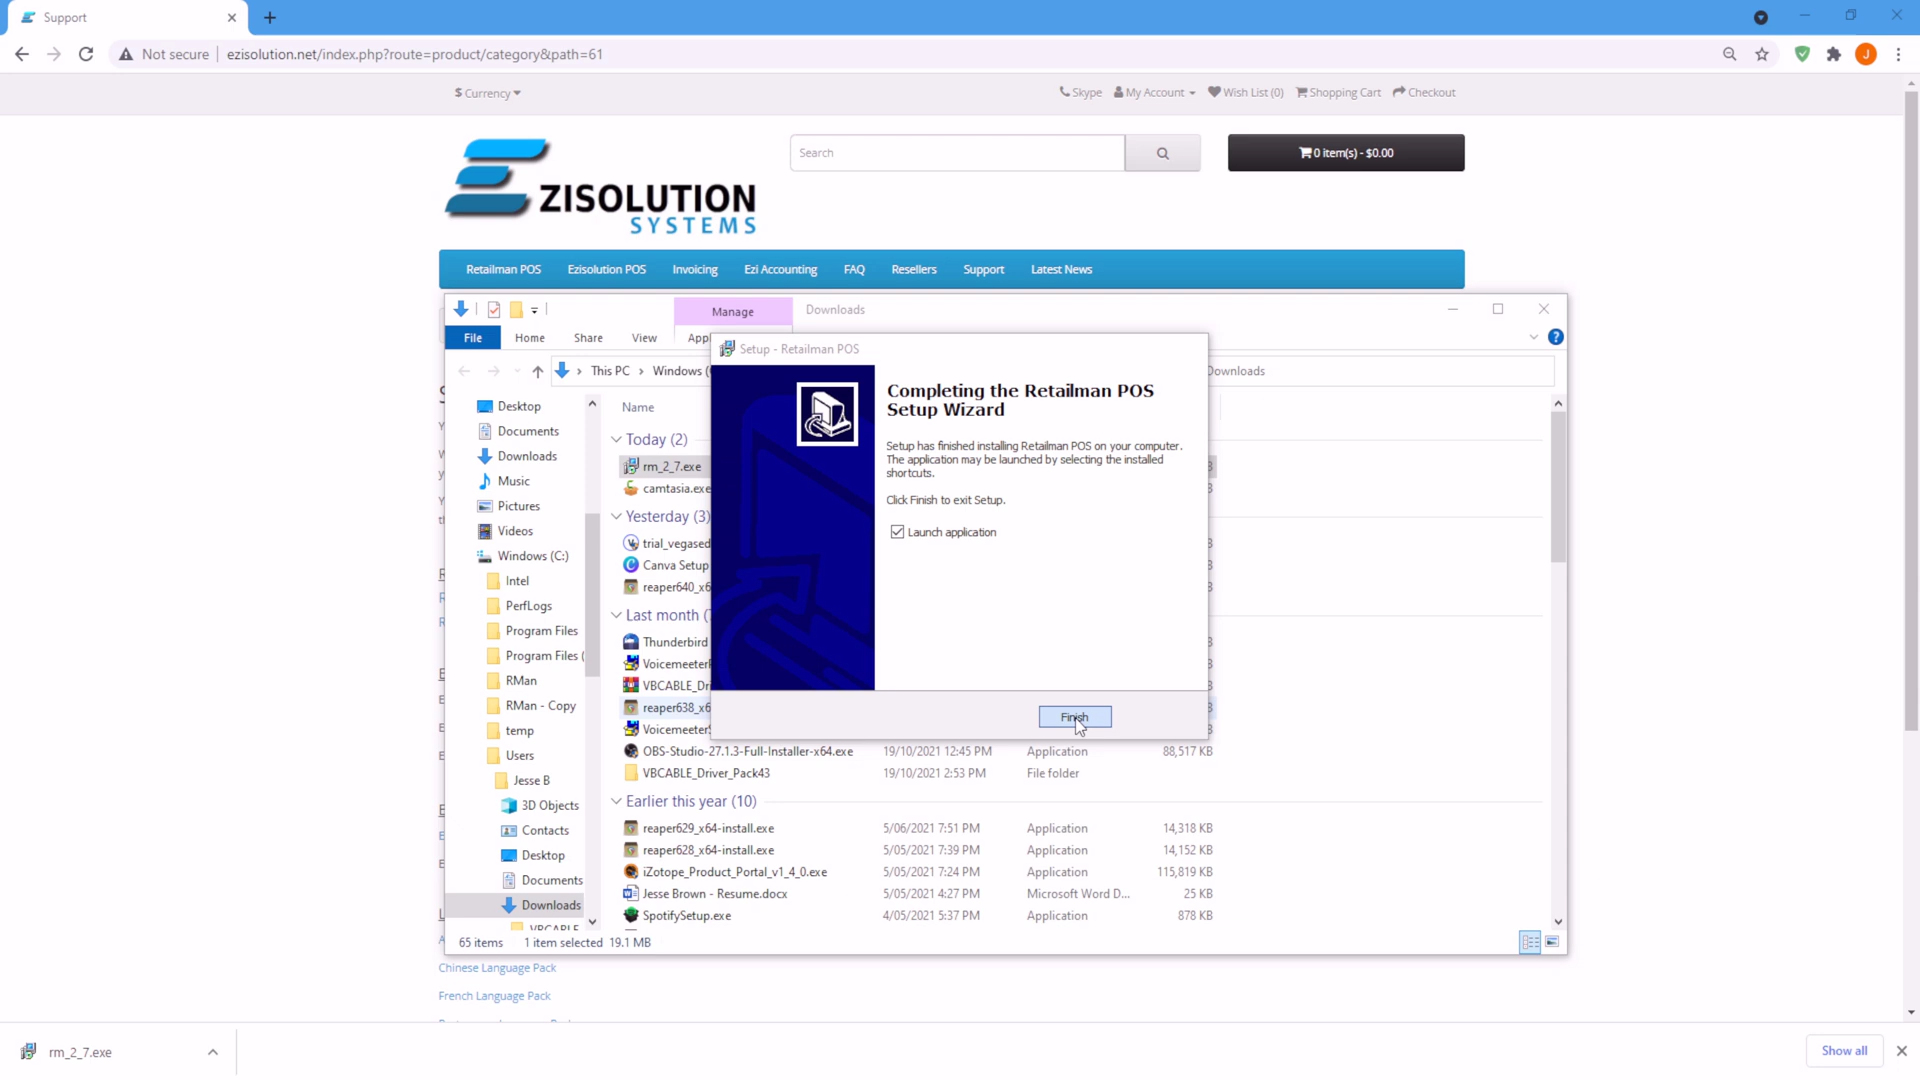 Support
Not secure
ezisolution.net/index.php?route=product/category&path=61
J
$ Currency
Skype
My Account
Wish List (0)
Shopping Cart
Checkout
ZISOLUTION
SYSTEMS
Search
0 item(s) - $0.00
Retailman POS
Ezisolution POS
Invoicing
Ezi Accounting
FAQ
Resellers
Support
Latest News
Manage
Downloads
File
Home
Share
View
App
This PC
Windows (
Downloads
Setup - Retailman POS
Completing the Retailman POS
Setup Wizard
Setup has finished installing Retailman POS on your computer.
The application may be launched by selecting the installed
shortcuts.
Click Finish to exit Setup.
Launch application
Finish
Desktop
Documents
Downloads
Music
Pictures
Videos
Windows (C:)
Intel
PerfLogs
Program Files
Program Files (
RMan
RMan - Copy
temp
Users
Jesse B
3D Objects
Contacts
Desktop
Documents
Downloads
VBCABLE
Name
Today (2)
rm_2_7.exe
camtasia.exe
Yesterday (3)
trial_vegased
Canva Setup
reaper640_x6
Last month (
Thunderbird
Voicemeeter
VBCABLE_Dri
reaper638_x6
Voicemeeter
OBS-Studio-27.1.3-Full-Installer-x64.exe 19/10/2021 12:45 PM Application 88,517 KB
VBCABLE_Driver_Pack43 19/10/2021 2:53 PM File folder
Earlier this year (10)
reaper629_x64-install.exe 5/06/2021 7:51 PM Application 14,318 KB
reaper628_x64-install.exe 5/05/2021 7:39 PM Application 14,152 KB
iZotope_Product_Portal_v1_4_0.exe 5/05/2021 7:24 PM Application 115,819 KB
Jesse Brown - Resume.docx 5/05/2021 4:27 PM Microsoft Word D... 25 KB
SpotifySetup.exe 4/05/2021 5:37 PM Application 878 KB
65 items
1 item selected 19.1 MB
Chinese Language Pack
French Language Pack
rm_2_7.exe
Show all